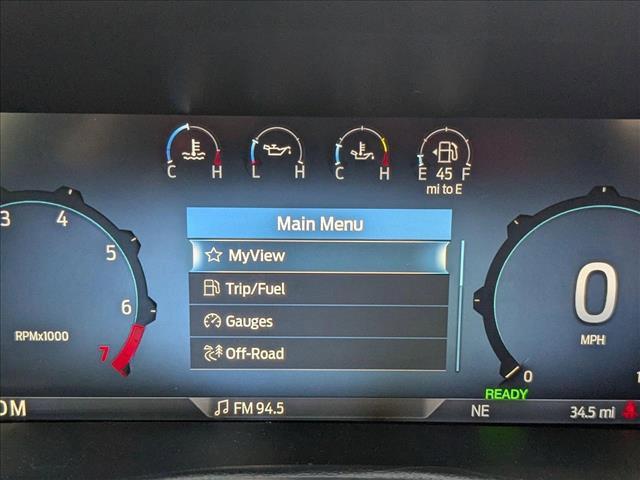 C H L H C H E 45 F
mi to E
Main Menu
MyView
Trip/Fuel
Gauges
Off-Road
3 4 5 6 7
RPMx1000
0
MPH
0
READY
FM 94.5
NE
34.5 mi